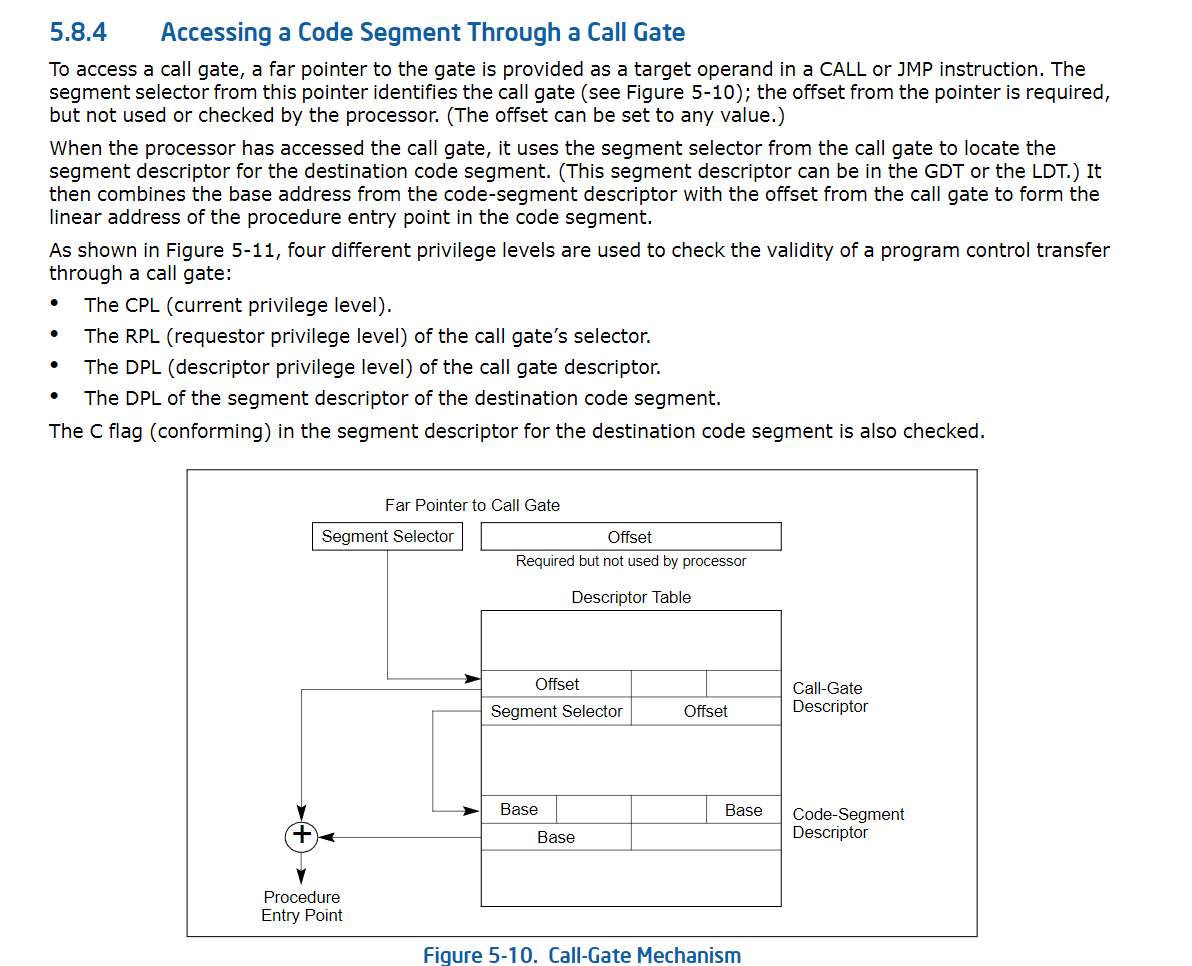 5.8.4 Accessing a Code Segment Through a Call Gate
To access a call gate, a far pointer to the gate is provided as a target operand in a CALL or JMP instruction. The
segment selector from this pointer identifies the call gate (see Figure 5-10); the offset from the pointer is required,
but not used or checked by the processor. (The offset can be set to any value.)
When the processor has accessed the call gate, it uses the segment selector from the call gate to locate the
segment descriptor for the destination code segment. (This segment descriptor can be in the GDT or the LDT.) It
then combines the base address from the code-segment descriptor with the offset from the call gate to form the
linear address of the procedure entry point in the code segment.
As shown in Figure 5-11, four different privilege levels are used to check the validity of a program control transfer
through a call gate:
• The CPL (current privilege level).
• The RPL (requestor privilege level) of the call gate’s selector.
• The DPL (descriptor privilege level) of the call gate descriptor.
• The DPL of the segment descriptor of the destination code segment.
The C flag (conforming) in the segment descriptor for the destination code segment is also checked.
Far Pointer to Call Gate
Segment Selector Offset
Required but not used by processor
Descriptor Table
Offset
Segment Selector Offset
Call-Gate
Descriptor
Base Base
Base
Code-Segment
Descriptor
+
Procedure
Entry Point
Figure 5-10. Call-Gate Mechanism